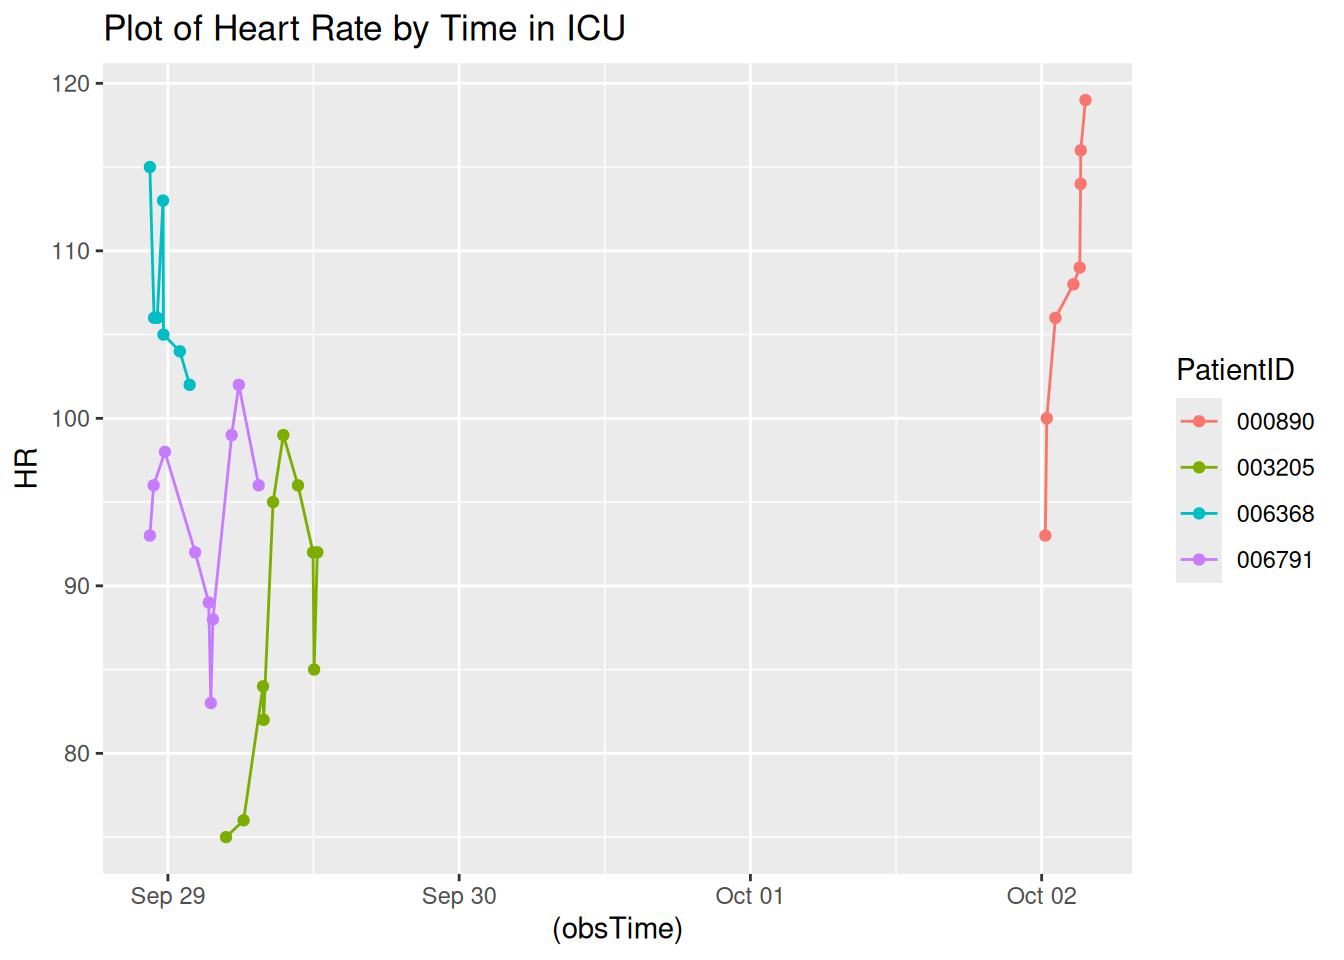 Plot of Heart Rate by Time in ICU
120
110
100
90
80
HR
Sep 29
Sep 30
Oct 01
Oct 02
(obsTime)
PatientID
000890
003205
006368
006791